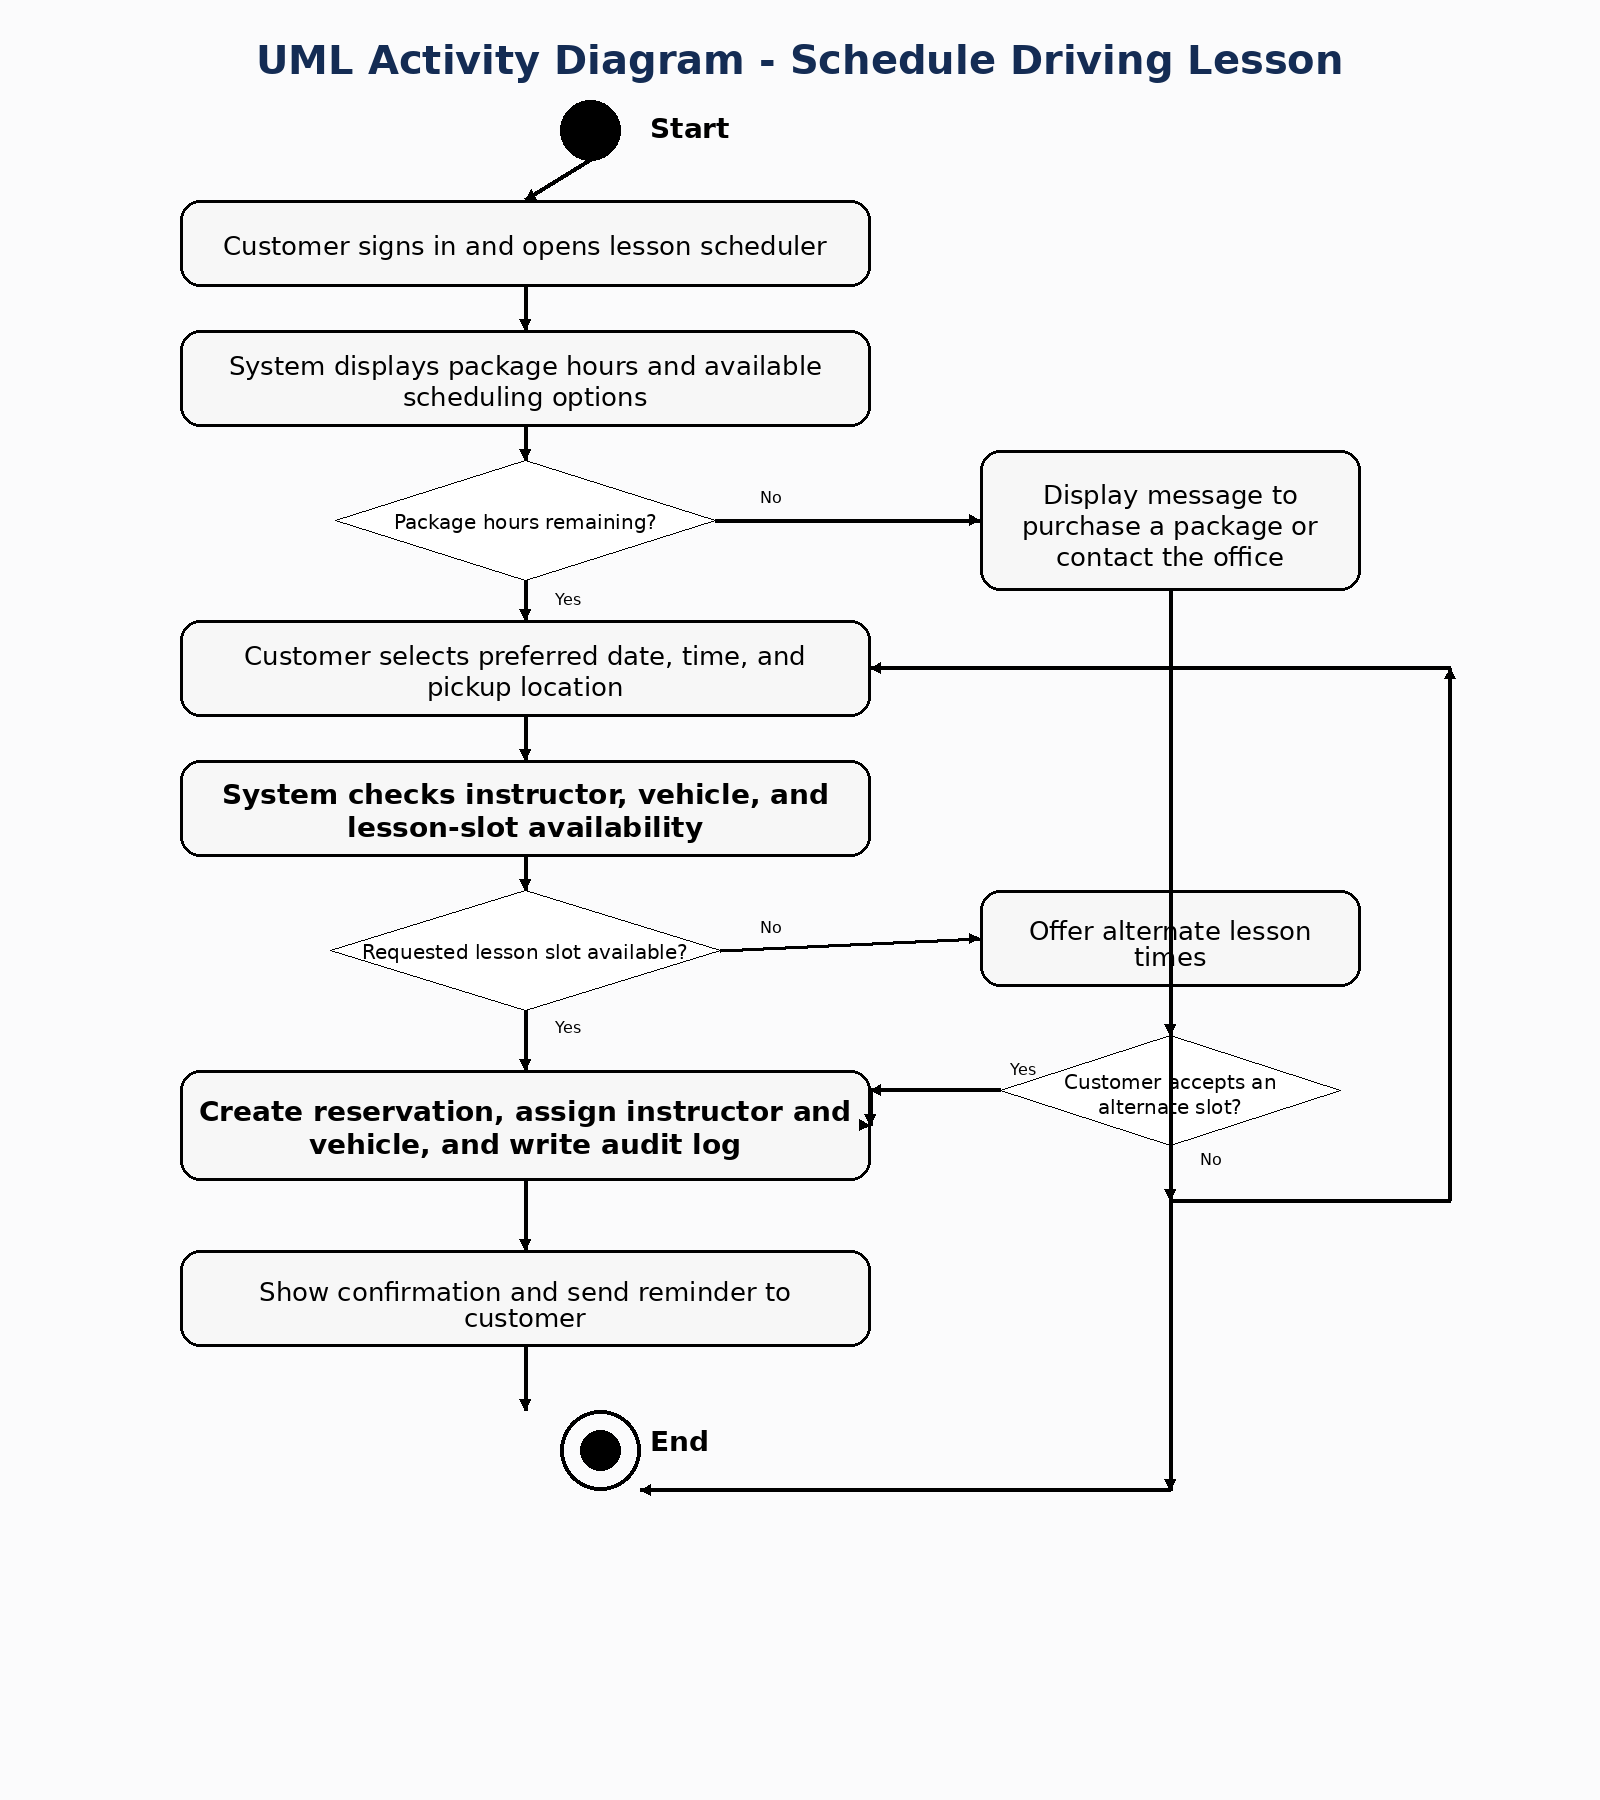 UML Activity Diagram - Schedule Driving Lesson
Start
Customer signs in and opens lesson scheduler
System displays package hours and available
scheduling options
Package hours remaining?
No
Display message to
purchase a package or
contact the office
Yes
Customer selects preferred date, time, and
pickup location
System checks instructor, vehicle, and
lesson-slot availability
Requested lesson slot available?
No
Offer alternate lesson
times
Yes
Customer accepts an
alternate slot?
Yes
No
Create reservation, assign instructor and
vehicle, and write audit log
Show confirmation and send reminder to
customer
End